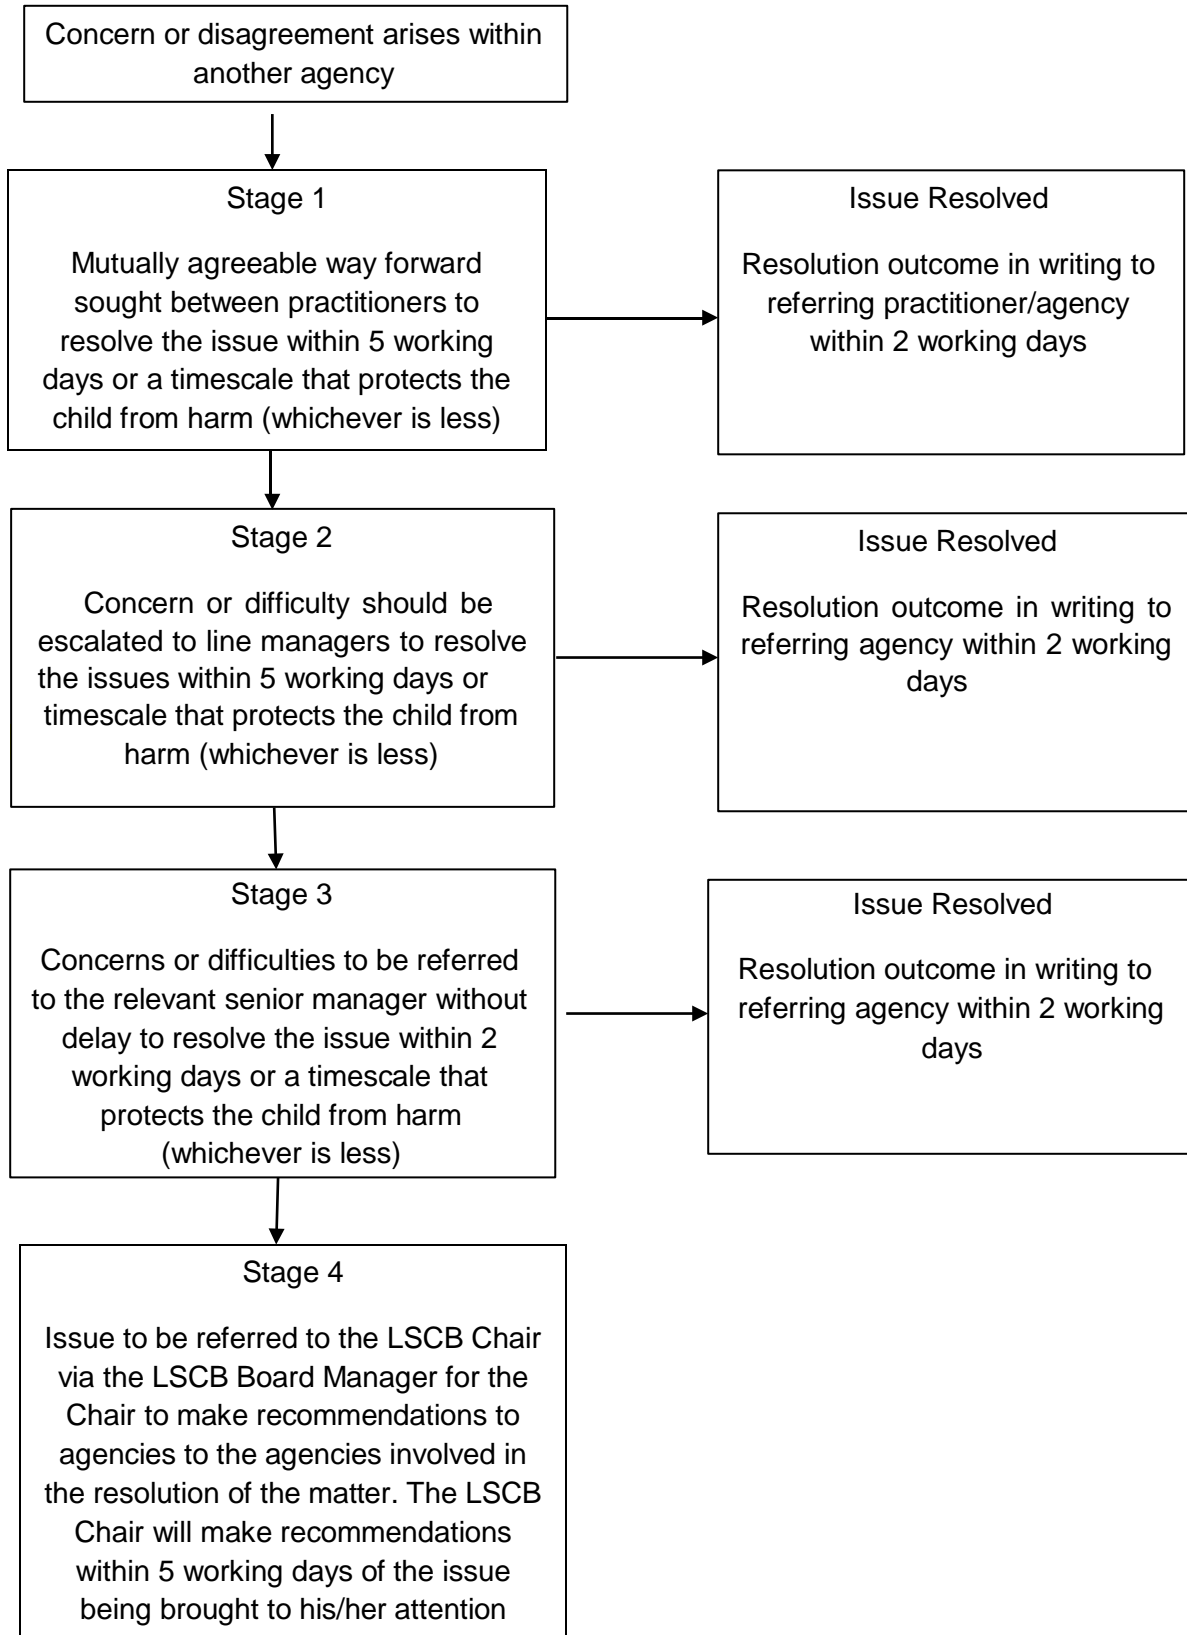 Concern or disagreement arises within
another agency
Stage 1
Mutually agreeable way forward
sought between practitioners to
resolve the issue within 5 working
days or a timescale that protects the
child from harm (whichever is less)
Issue Resolved
Resolution outcome in writing to
referring practitioner/agency
within 2 working days
Stage 2
Concern or difficulty should be
escalated to line managers to resolve
the issues within 5 working days or
timescale that protects the child from
harm (whichever is less)
Issue Resolved
Resolution outcome in writing to
referring agency within 2 working
days
Stage 3
Concerns or difficulties to be referred
to the relevant senior manager without
delay to resolve the issue within 2
working days or a timescale that
protects the child from harm
(whichever is less)
Issue Resolved
Resolution outcome in writing to
referring agency within 2 working
days
Stage 4
Issue to be referred to the LSCB Chair
via the LSCB Board Manager for the
Chair to make recommendations to
agencies to the agencies involved in
the resolution of the matter. The LSCB
Chair will make recommendations
within 5 working days of the issue
being brought to his/her attention